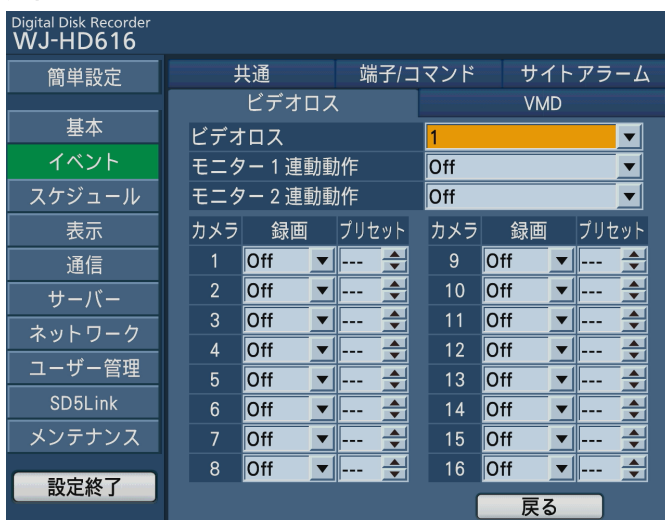 Digital Disk Recorder
WJ-HD616
簡単設定
基本
イベント
スケジュール
表示
通信
サーバー
ネットワーク
ユーザー管理
SD5Link
メンテナンス
設定終了
共通 端子/コマンド サイトアラーム
ビデオロス VMD
ビデオロス 1
モニター1連動動作 Off
モニター2連動動作 Off
カメラ 録画 プリセット カメラ 録画 プリセット
1 Off --- 9 Off ---
2 Off --- 10 Off ---
3 Off --- 11 Off ---
4 Off --- 12 Off ---
5 Off --- 13 Off ---
6 Off --- 14 Off ---
7 Off --- 15 Off ---
8 Off --- 16 Off ---
戻る